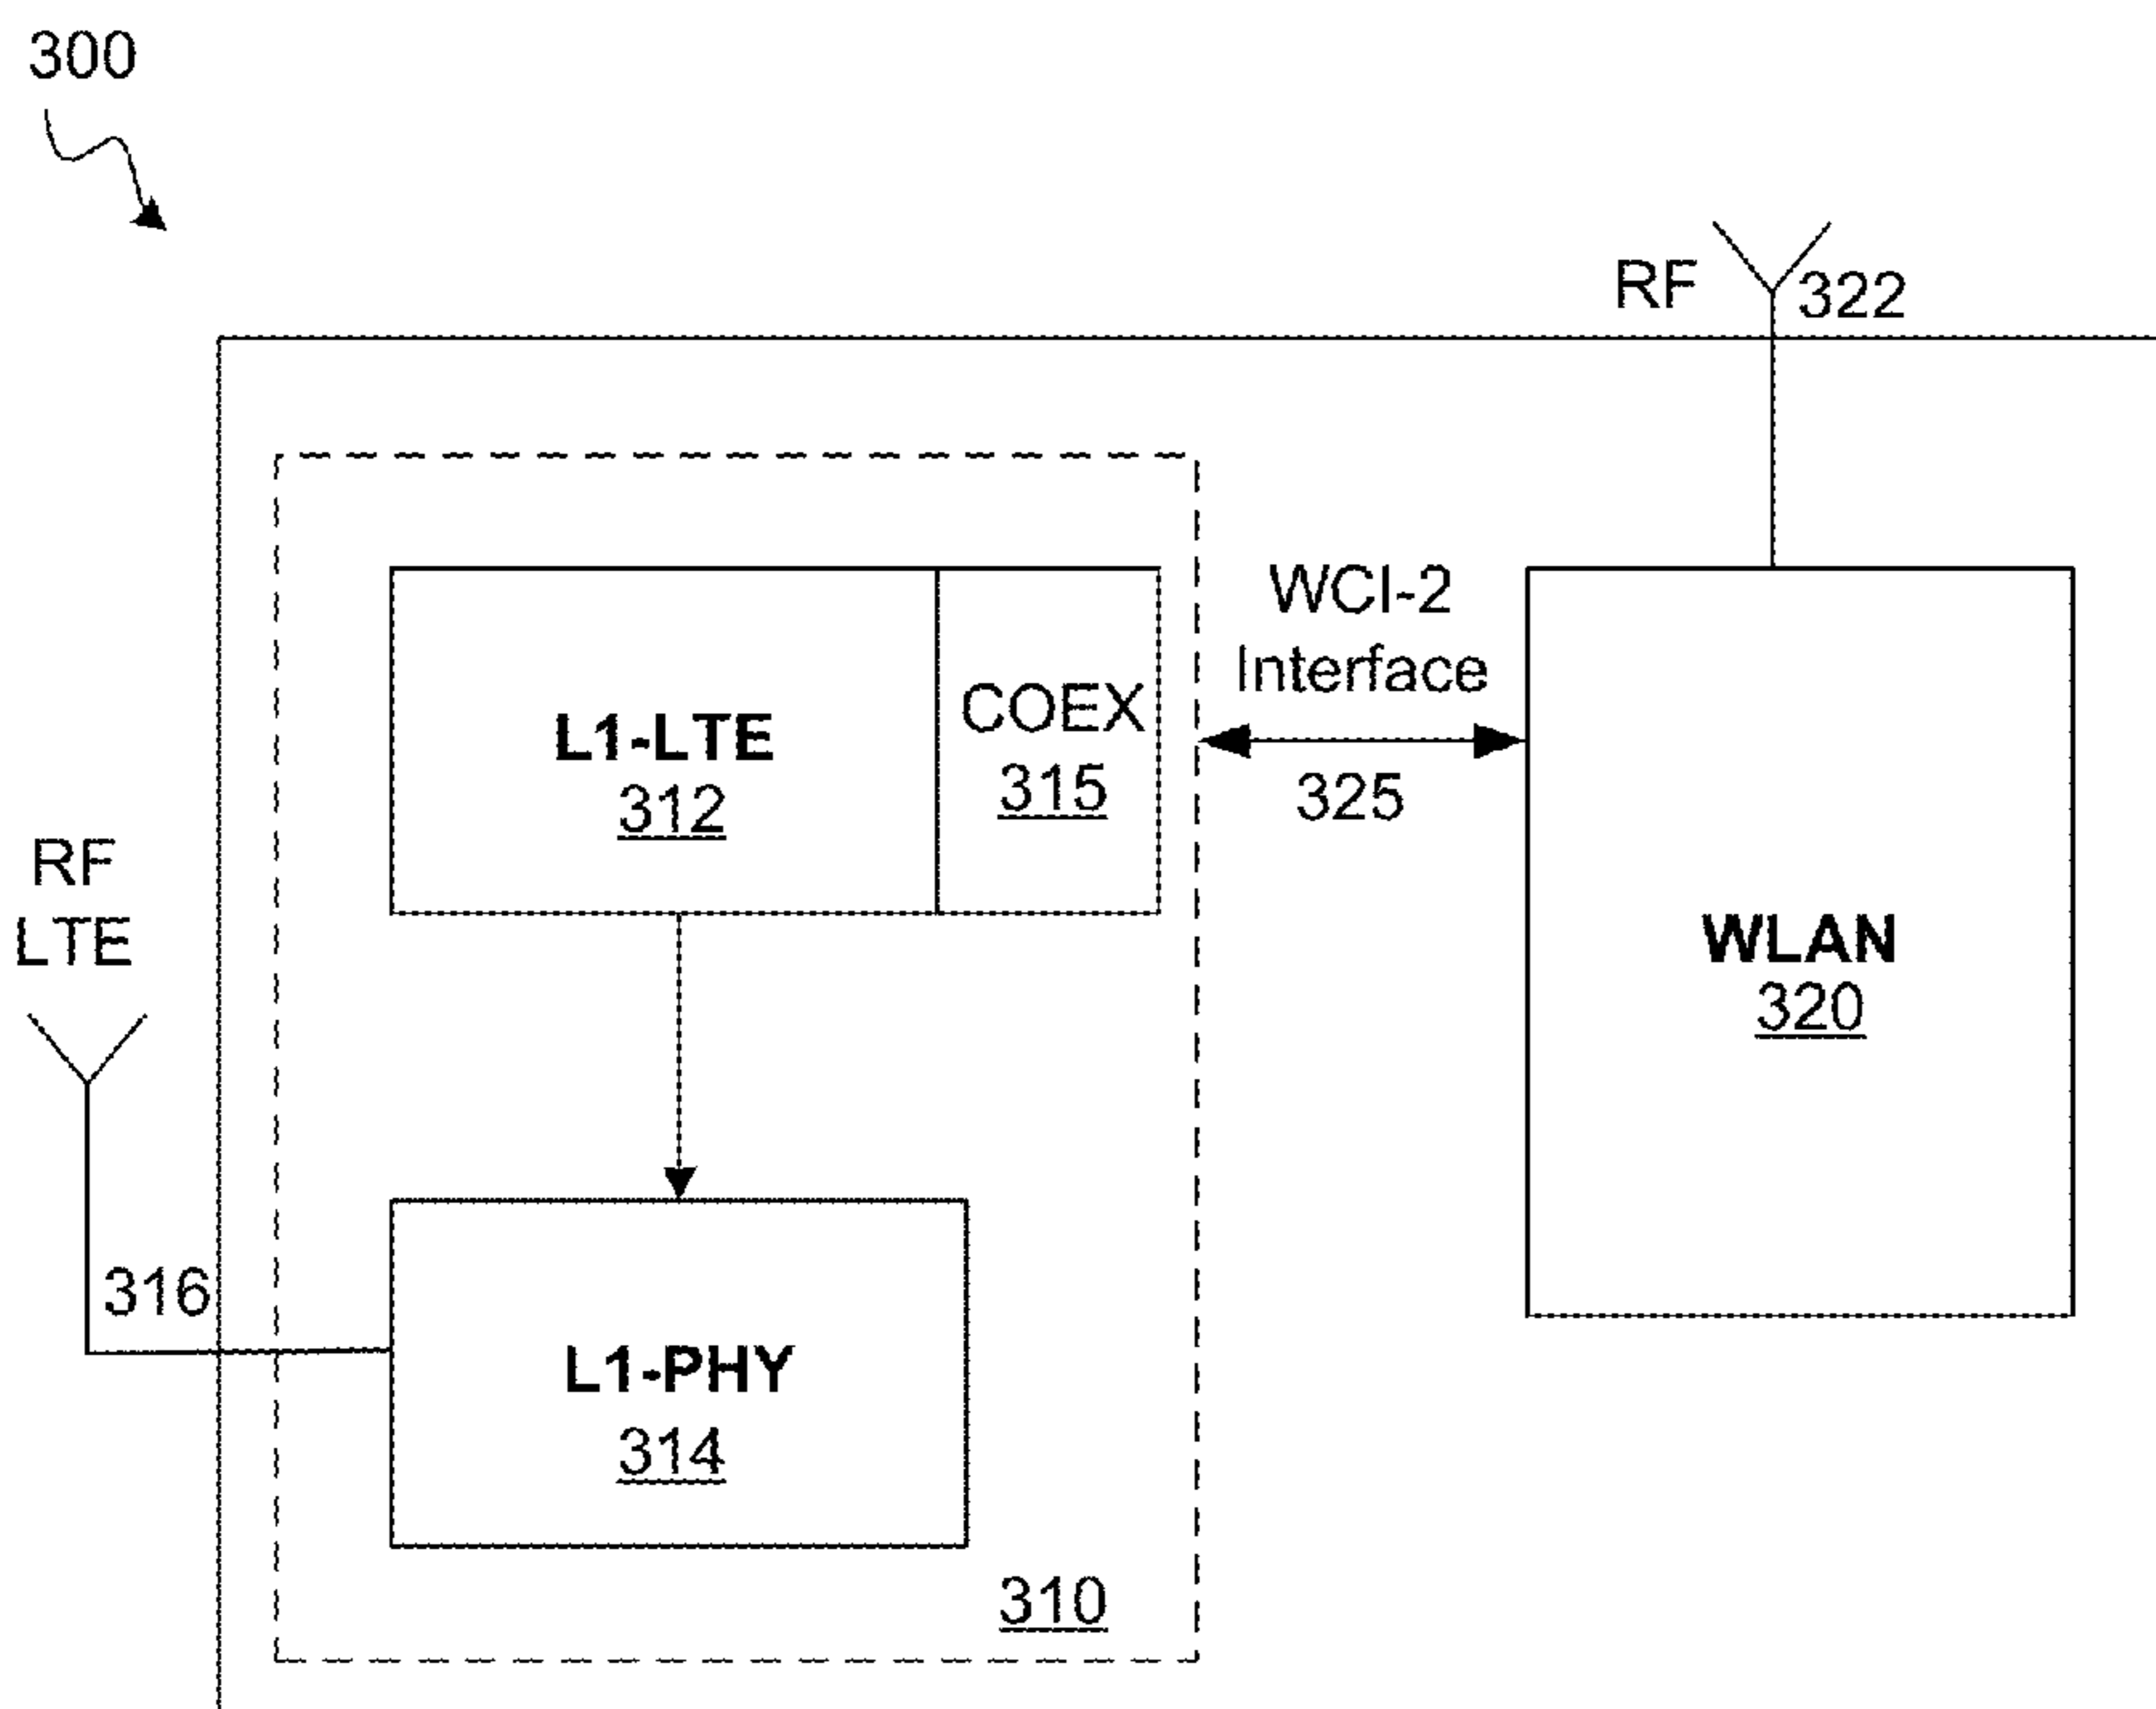 300
RF
322
WCI-2
Interface
325
L1-LTE
312
COEX
315
RF
LTE
WLAN
320
316
L1-PHY
314
310